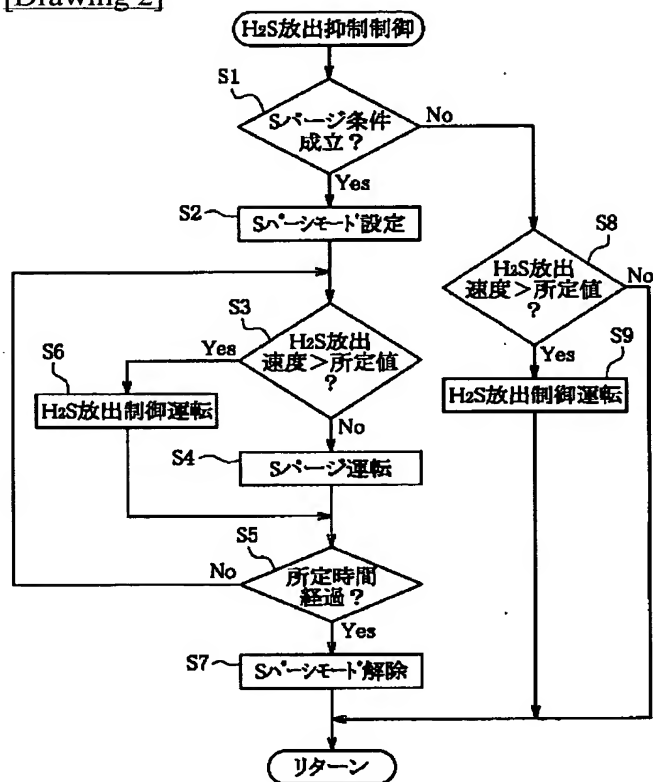 [Drawing 2]
H2S放出抑制制御
S1
Sパージ条件
成立?
No
Yes
S2
Sパージモード設定
S8
H2S放出
速度>所定値
?
No
S3
H2S放出
速度>所定値
?
Yes
S6
Yes
S9
H2S放出制御運転
H2S放出制御運転
No
S4
Sパージ運転
S5
所定時間
経過?
No
Yes
S7
Sパージモード解除
リターン